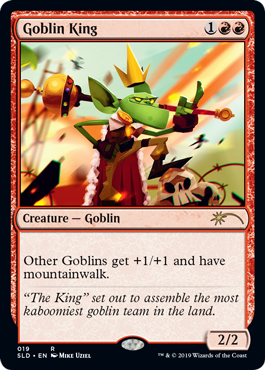 Goblin King 1
Creature — Goblin
Other Goblins get +1/+1 and have
mountainwalk.
“The King” set out to assemble the most
kaboomiest goblin team in the land.
2/2
019 R
SLD • EN Mike Uziel
™ & © 2019 Wizards of the Coast